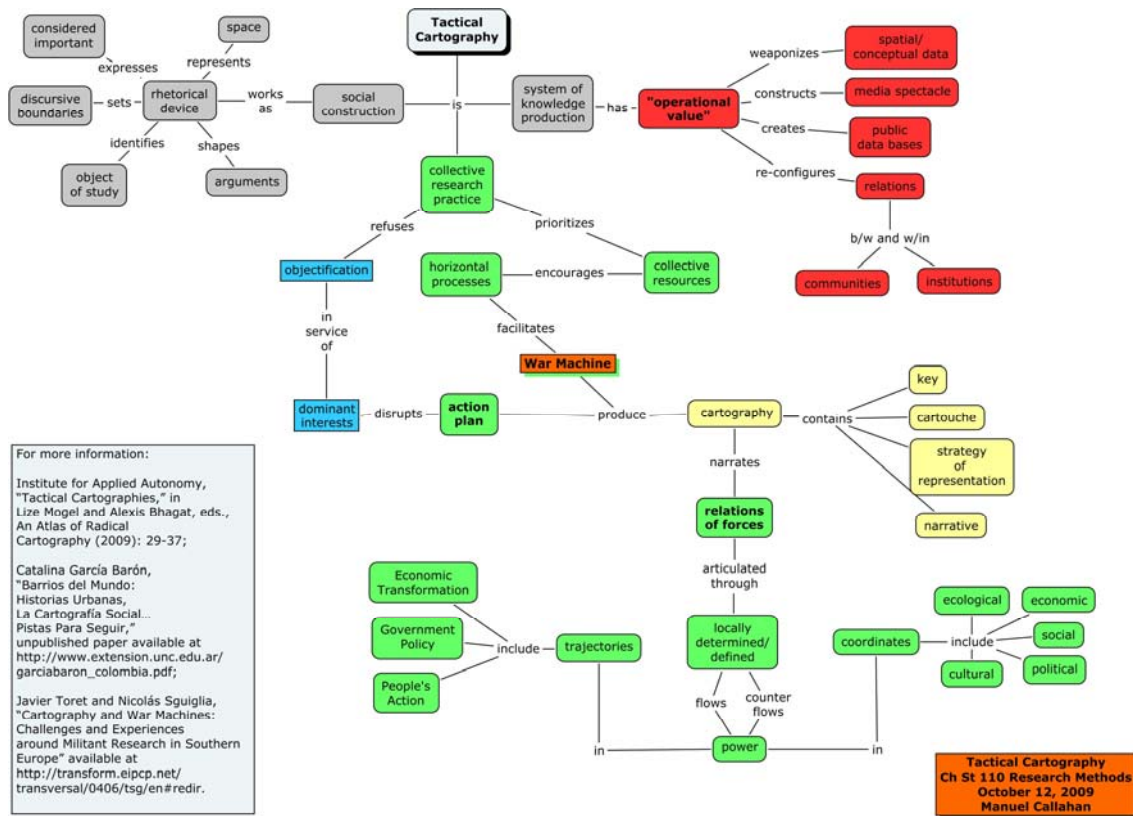 Tactical
Cartography
is
considered
important
expresses
space
represents
discursive
boundaries
sets
rhetorical
device
works
as
social
construction
identifies
object
of study
shapes
arguments
system of
knowledge
production
has
"operational
value"
weaponizes
spatial/
conceptual data
constructs
media spectacle
creates
public
data bases
re-configures
relations
b/w and w/in
communities
institutions
collective
research
practice
refuses
prioritizes
objectification
horizontal
processes
encourages
collective
resources
in
service
of
facilitates
War Machine
dominant
interests
disrupts
action
plan
produce
cartography
contains
key
cartouche
strategy
of
representation
narrative
narrates
relations
of forces
articulated
through
locally
determined/
defined
flows
counter
flows
power
in
trajectories
include
Economic
Transformation
Government
Policy
People's
Action
in
coordinates
include
ecological
economic
social
political
cultural
For more information:
Institute for Applied Autonomy,
"Tactical Cartographies," in
Lize Mogel and Alexis Bhagat, eds.,
An Atlas of Radical
Cartography (2009): 29-37;
Catalina García Barón,
"Barrios del Mundo:
Historias Urbanas,
La Cartografía Social...
Pistas Para Seguir,"
unpublished paper available at
http://www.extension.unc.edu.ar/
garciabaron_colombia.pdf;
Javier Toret and Nicolás Sguiglia,
"Cartography and War Machines:
Challenges and Experiences
around Militant Research in Southern
Europe" available at
http://transform.eipcp.net/
transversal/0406/tsg/en#redir.
Tactical Cartography
Ch St 110 Research Methods
October 12, 2009
Manuel Callahan